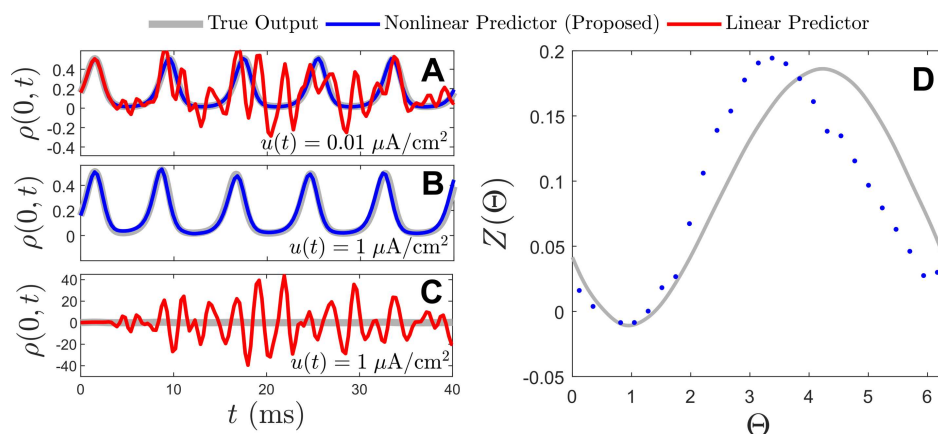 True Output Nonlinear Predictor (Proposed) Linear Predictor
A
0.4
0.2
0
-0.2
-0.4
ρ(0, t)
u(t) = 0.01 μA/cm²
B
0.4
0.2
0
ρ(0, t)
u(t) = 1 μA/cm²
C
40
20
0
-20
-40
ρ(0, t)
u(t) = 1 μA/cm²
0 10 20 30 40
t (ms)
D
0.2
0.15
0.1
0.05
0
-0.05
Z(Θ)
0 1 2 3 4 5 6
Θ